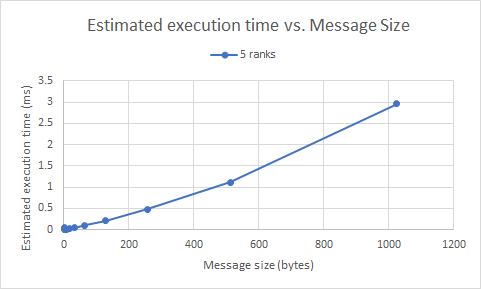 Estimated execution time vs. Message Size
5 ranks
Estimated execution time (ms)
3.5
3
2.5
2
1.5
1
0.5
0
0 200 400 600 800 1000 1200
Message size (bytes)